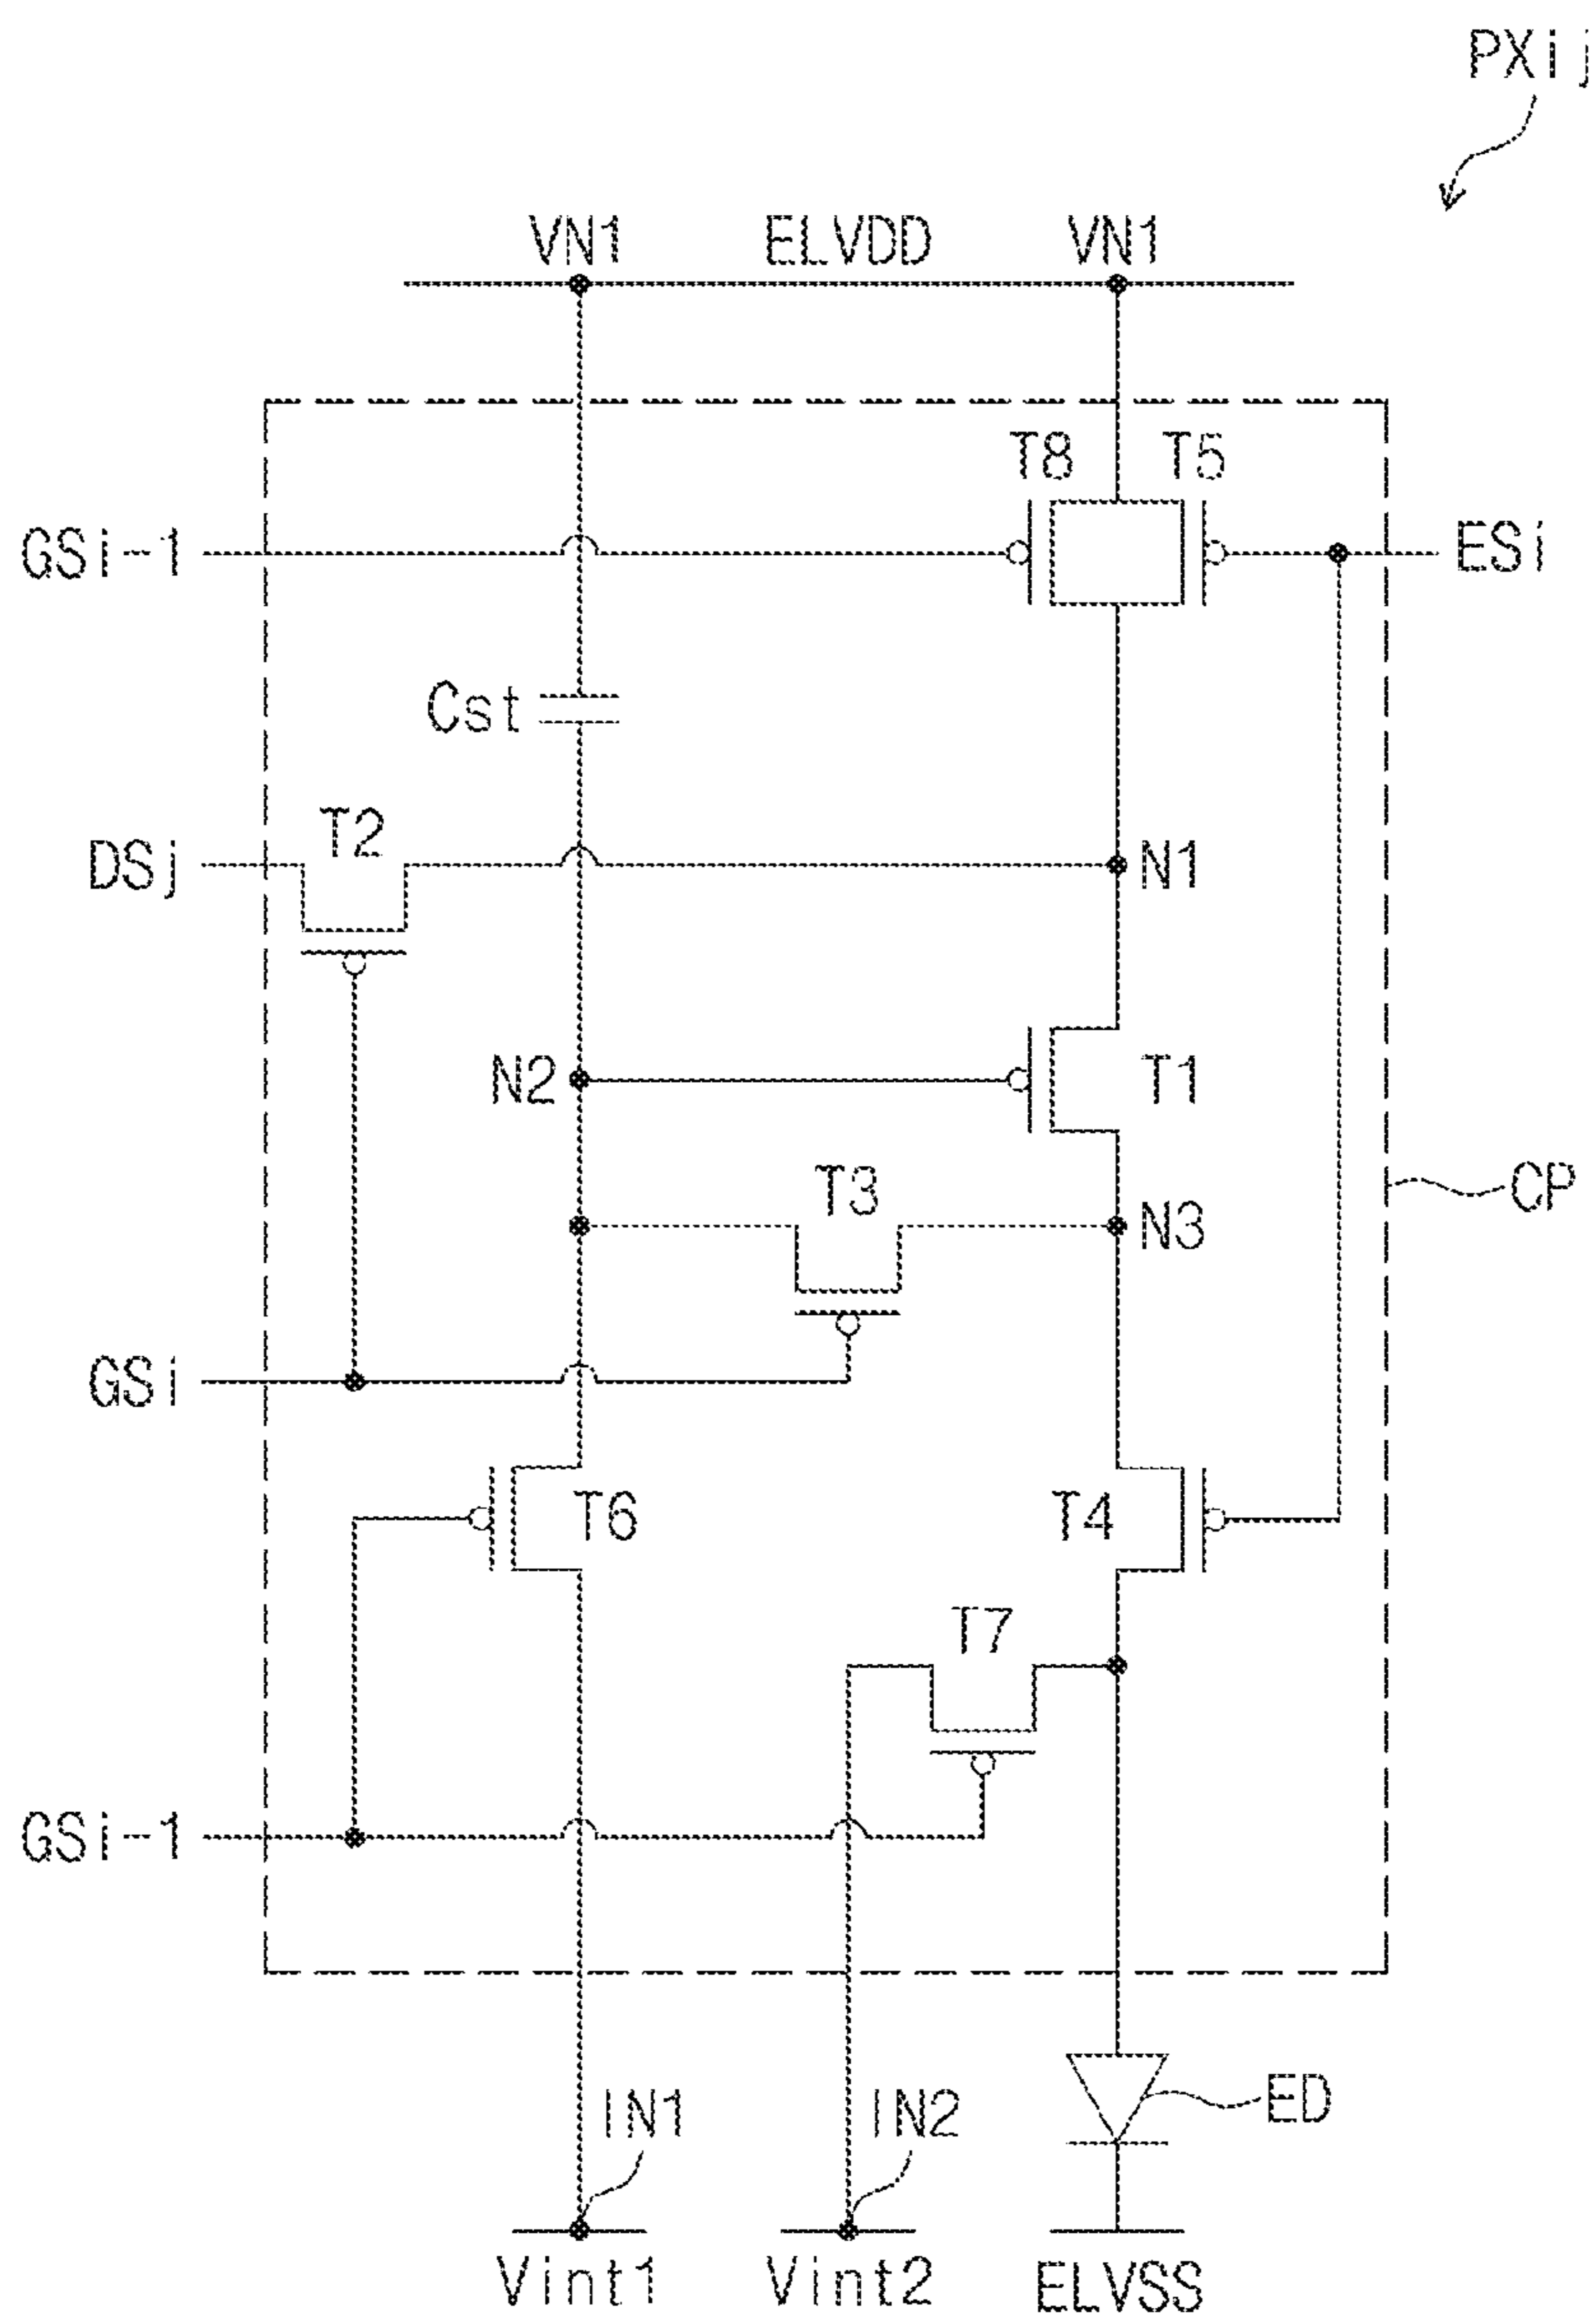 PXij
VN1 ELVDD VN1
T8 T5
GSi-1 ESi
Cst
T2
DSj N1
N2 T1
T3 CP
N3
GSi
T6 T4
T7
GSi-1
IN1 IN2 ED
Vint1 Vint2 ELVSS